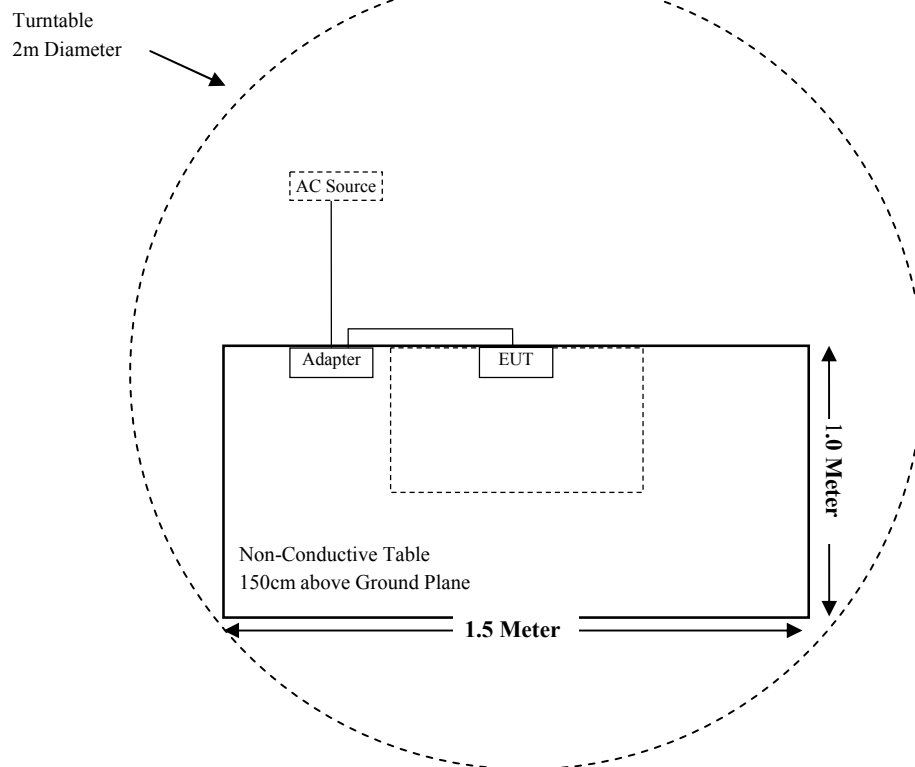 Turntable
2m Diameter
AC Source
Adapter
EUT
1.0 Meter
Non-Conductive Table
150cm above Ground Plane
1.5 Meter